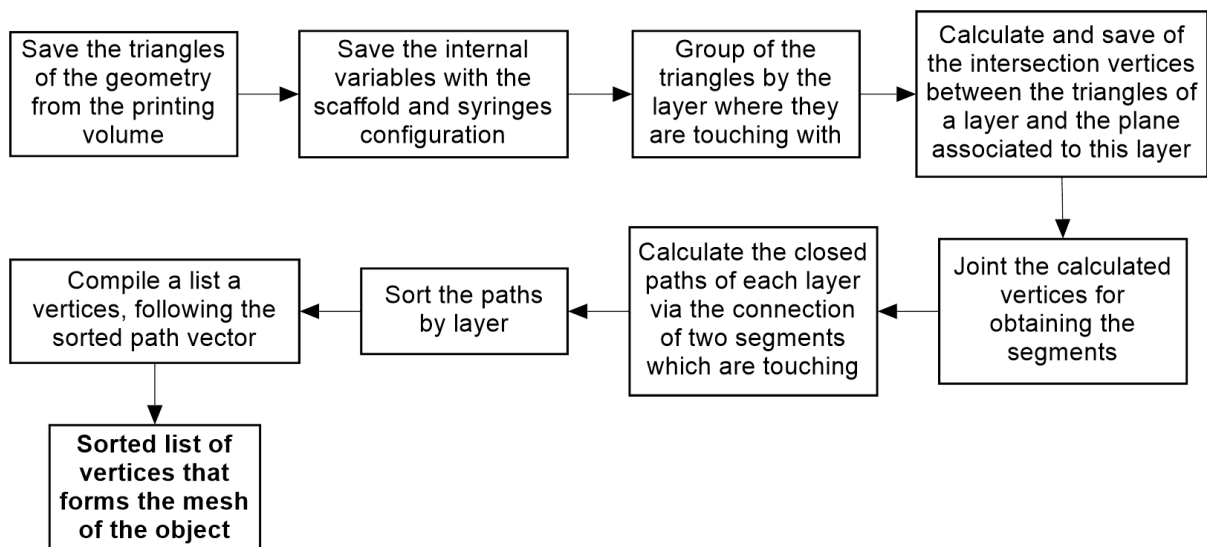 Save the triangles
of the geometry
from the printing
volume
Save the internal
variables with the
scaffold and syringes
configuration
Group of the
triangles by the
layer where they
are touching with
Calculate and save of
the intersection vertices
between the triangles of
a layer and the plane
associated to this layer
Joint the calculated
vertices for
obtaining the
segments
Calculate the closed
paths of each layer
via the connection
of two segments
which are touching
Sort the paths
by layer
Compile a list a
vertices, following the
sorted path vector
Sorted list of
vertices that
forms the mesh
of the object